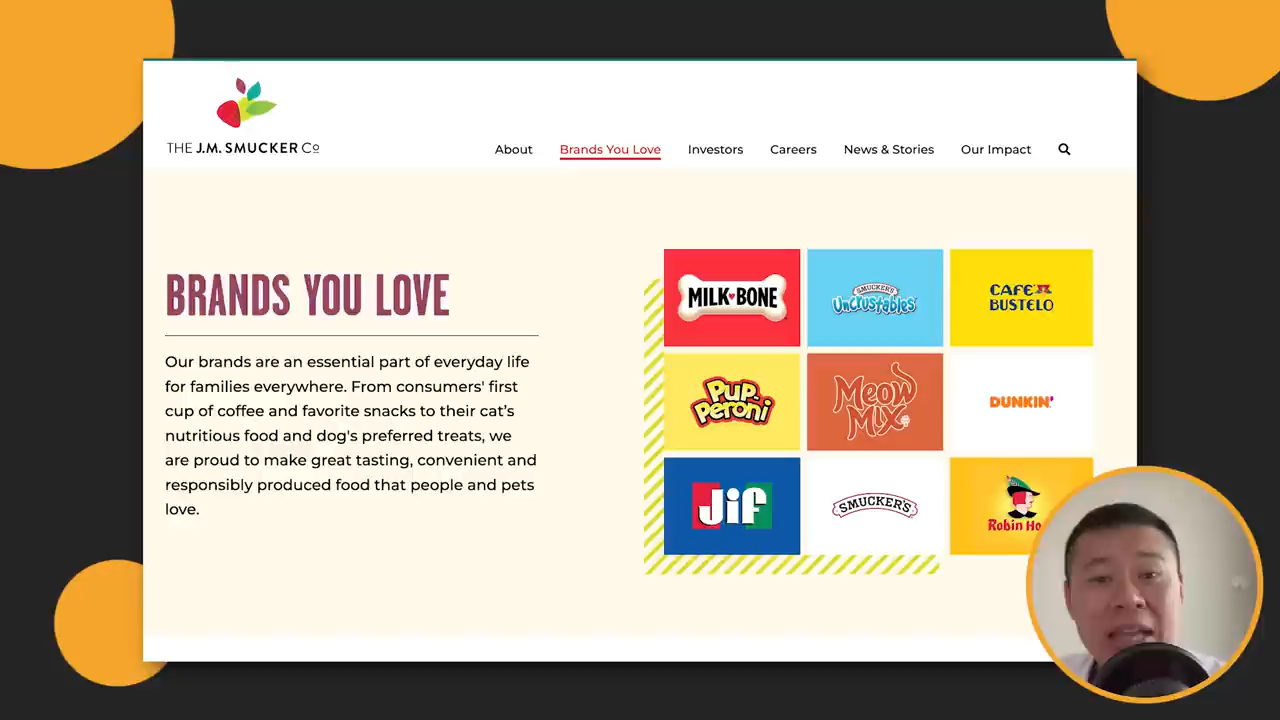 THE J.M. SMUCKER Co
About
Brands You Love
Investors
Careers
News & Stories
Our Impact
BRANDS YOU LOVE
Our brands are an essential part of everyday life
for families everywhere. From consumers' first
cup of coffee and favorite snacks to their cat’s
nutritious food and dog's preferred treats, we
are proud to make great tasting, convenient and
responsibly produced food that people and pets
love.
MILK-BONE
SMUCKER'S
UnCrustables
CAFE
BUSTELO
Pup-
Peroni
Meow
Mix
DUNKIN'
Jif
SMUCKER'S
Robin Ho